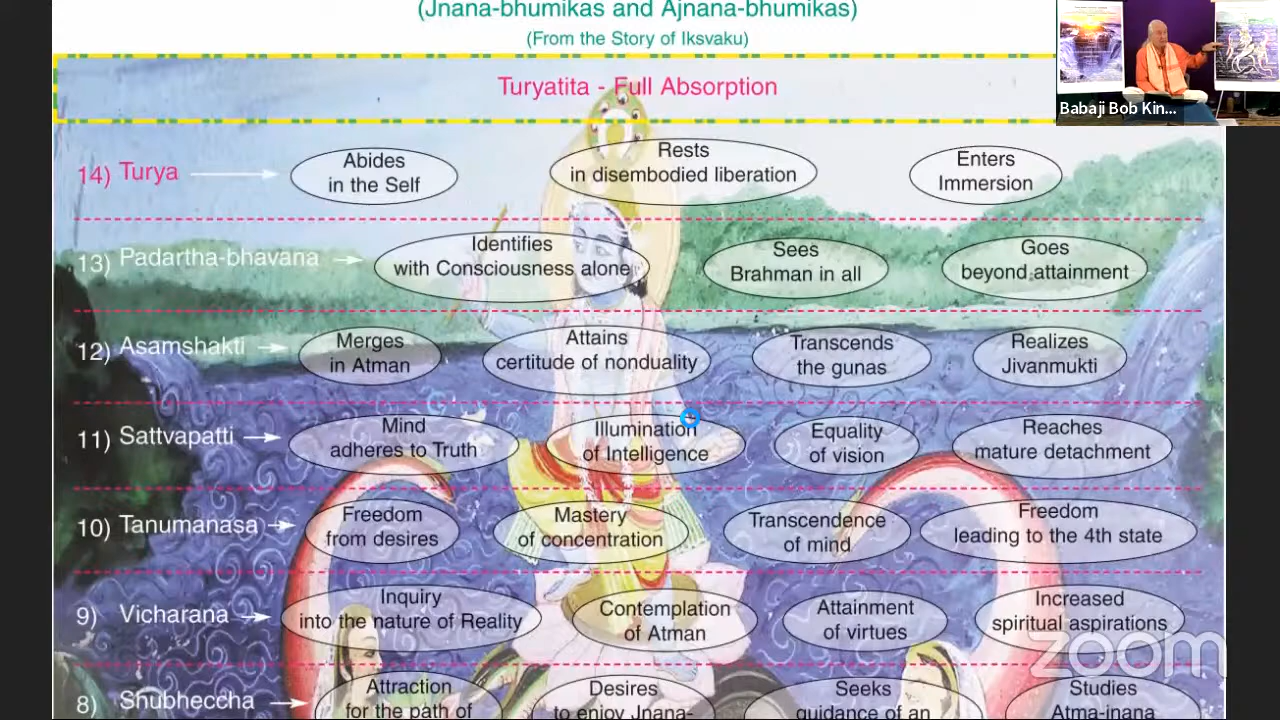 (Jnana-bhumikas and Ajnana-bhumikas)
(From the Story of Iksvaku)
Turyatita - Full Absorption
14) Turya
Abides
in the Self
Rests
in disembodied liberation
Enters
Immersion
13) Padartha-bhavana
Identifies
with Consciousness alone
Sees
Brahman in all
Goes
beyond attainment
12) Asamshakti
Merges
in Atman
Attains
certitude of nonduality
Transcends
the gunas
Realizes
Jivanmukti
11) Sattvapatti
Mind
adheres to Truth
Illumination
of Intelligence
Equality
of vision
Reaches
mature detachment
10) Tanumanasa
Freedom
from desires
Mastery
of concentration
Transcendence
of mind
Freedom
leading to the 4th state
9) Vicharana
Inquiry
into the nature of Reality
Contemplation
of Atman
Attainment
of virtues
Increased
spiritual aspirations
8) Shubheccha
Attraction
for the path of
Desires
to enjoy Jnana-
Seeks
guidance of an
Studies
Atma-jnana
Babaji Bob Kin...
zoom